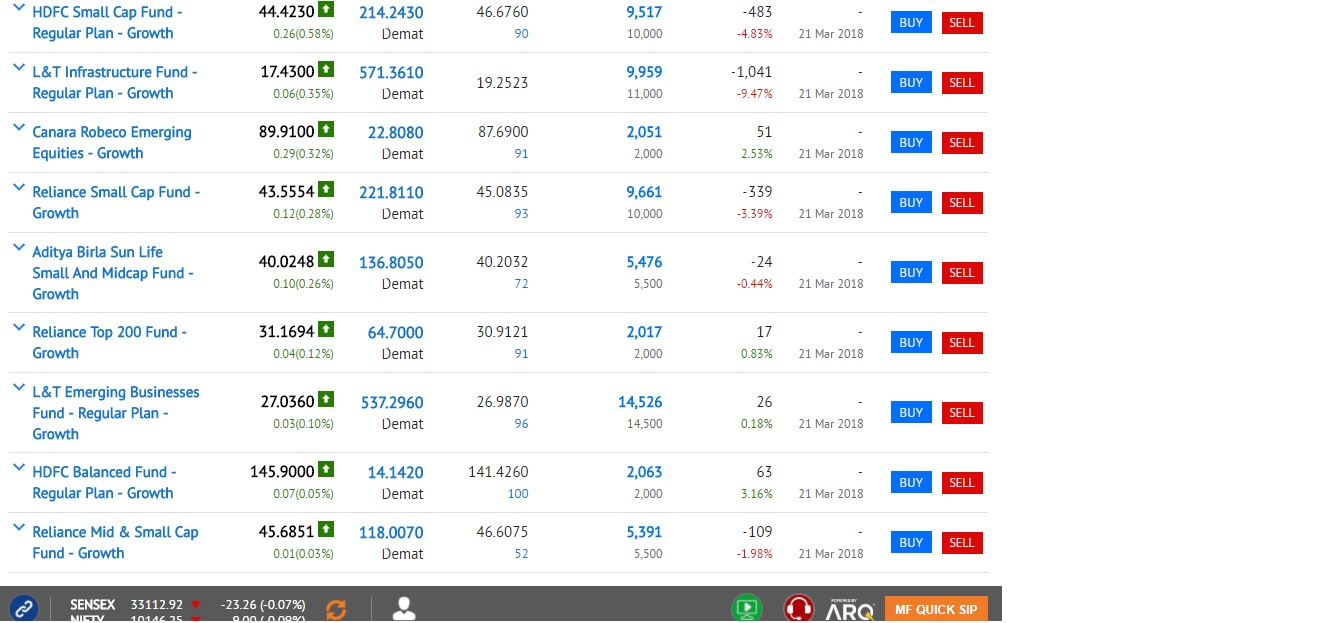 HDFC Small Cap Fund - 44.4230 214.2430 46.6760 9,517 -483 - BUY SELL
Regular Plan - Growth 0.26(0.58%) Demat 90 10,000 -4.83% 21 Mar 2018
L&T Infrastructure Fund - 17.4300 571.3610 19.2523 9,959 -1,041 - BUY SELL
Regular Plan - Growth 0.06(0.35%) Demat 11,000 -9.47% 21 Mar 2018
Canara Robeco Emerging 89.9100 22.8080 87.6900 2,051 51 - BUY SELL
Equities - Growth 0.29(0.32%) Demat 91 2,000 2.53% 21 Mar 2018
Reliance Small Cap Fund - 43.5554 221.8110 45.0835 9,661 -339 - BUY SELL
Growth 0.12(0.28%) Demat 93 10,000 -3.39% 21 Mar 2018
Aditya Birla Sun Life
Small And Midcap Fund - 40.0248 136.8050 40.2032 5,476 -24 - BUY SELL
Growth 0.10(0.26%) Demat 72 5,500 -0.44% 21 Mar 2018
Reliance Top 200 Fund - 31.1694 64.7000 30.9121 2,017 17 - BUY SELL
Growth 0.04(0.12%) Demat 91 2,000 0.83% 21 Mar 2018
L&T Emerging Businesses
Fund - Regular Plan - 27.0360 537.2960 26.9870 14,526 26 - BUY SELL
Growth 0.03(0.10%) Demat 96 14,500 0.18% 21 Mar 2018
HDFC Balanced Fund - 145.9000 14.1420 141.4260 2,063 63 - BUY SELL
Regular Plan - Growth 0.07(0.05%) Demat 100 2,000 3.16% 21 Mar 2018
Reliance Mid & Small Cap 45.6851 118.0070 46.6075 5,391 -109 - BUY SELL
Fund - Growth 0.01(0.03%) Demat 52 5,500 -1.98% 21 Mar 2018
SENSEX 33112.92 -23.26 (-0.07%) POWERED BY ARQ MF QUICK SIP
NIFTY 10146.25 -9.00 (-0.09%)